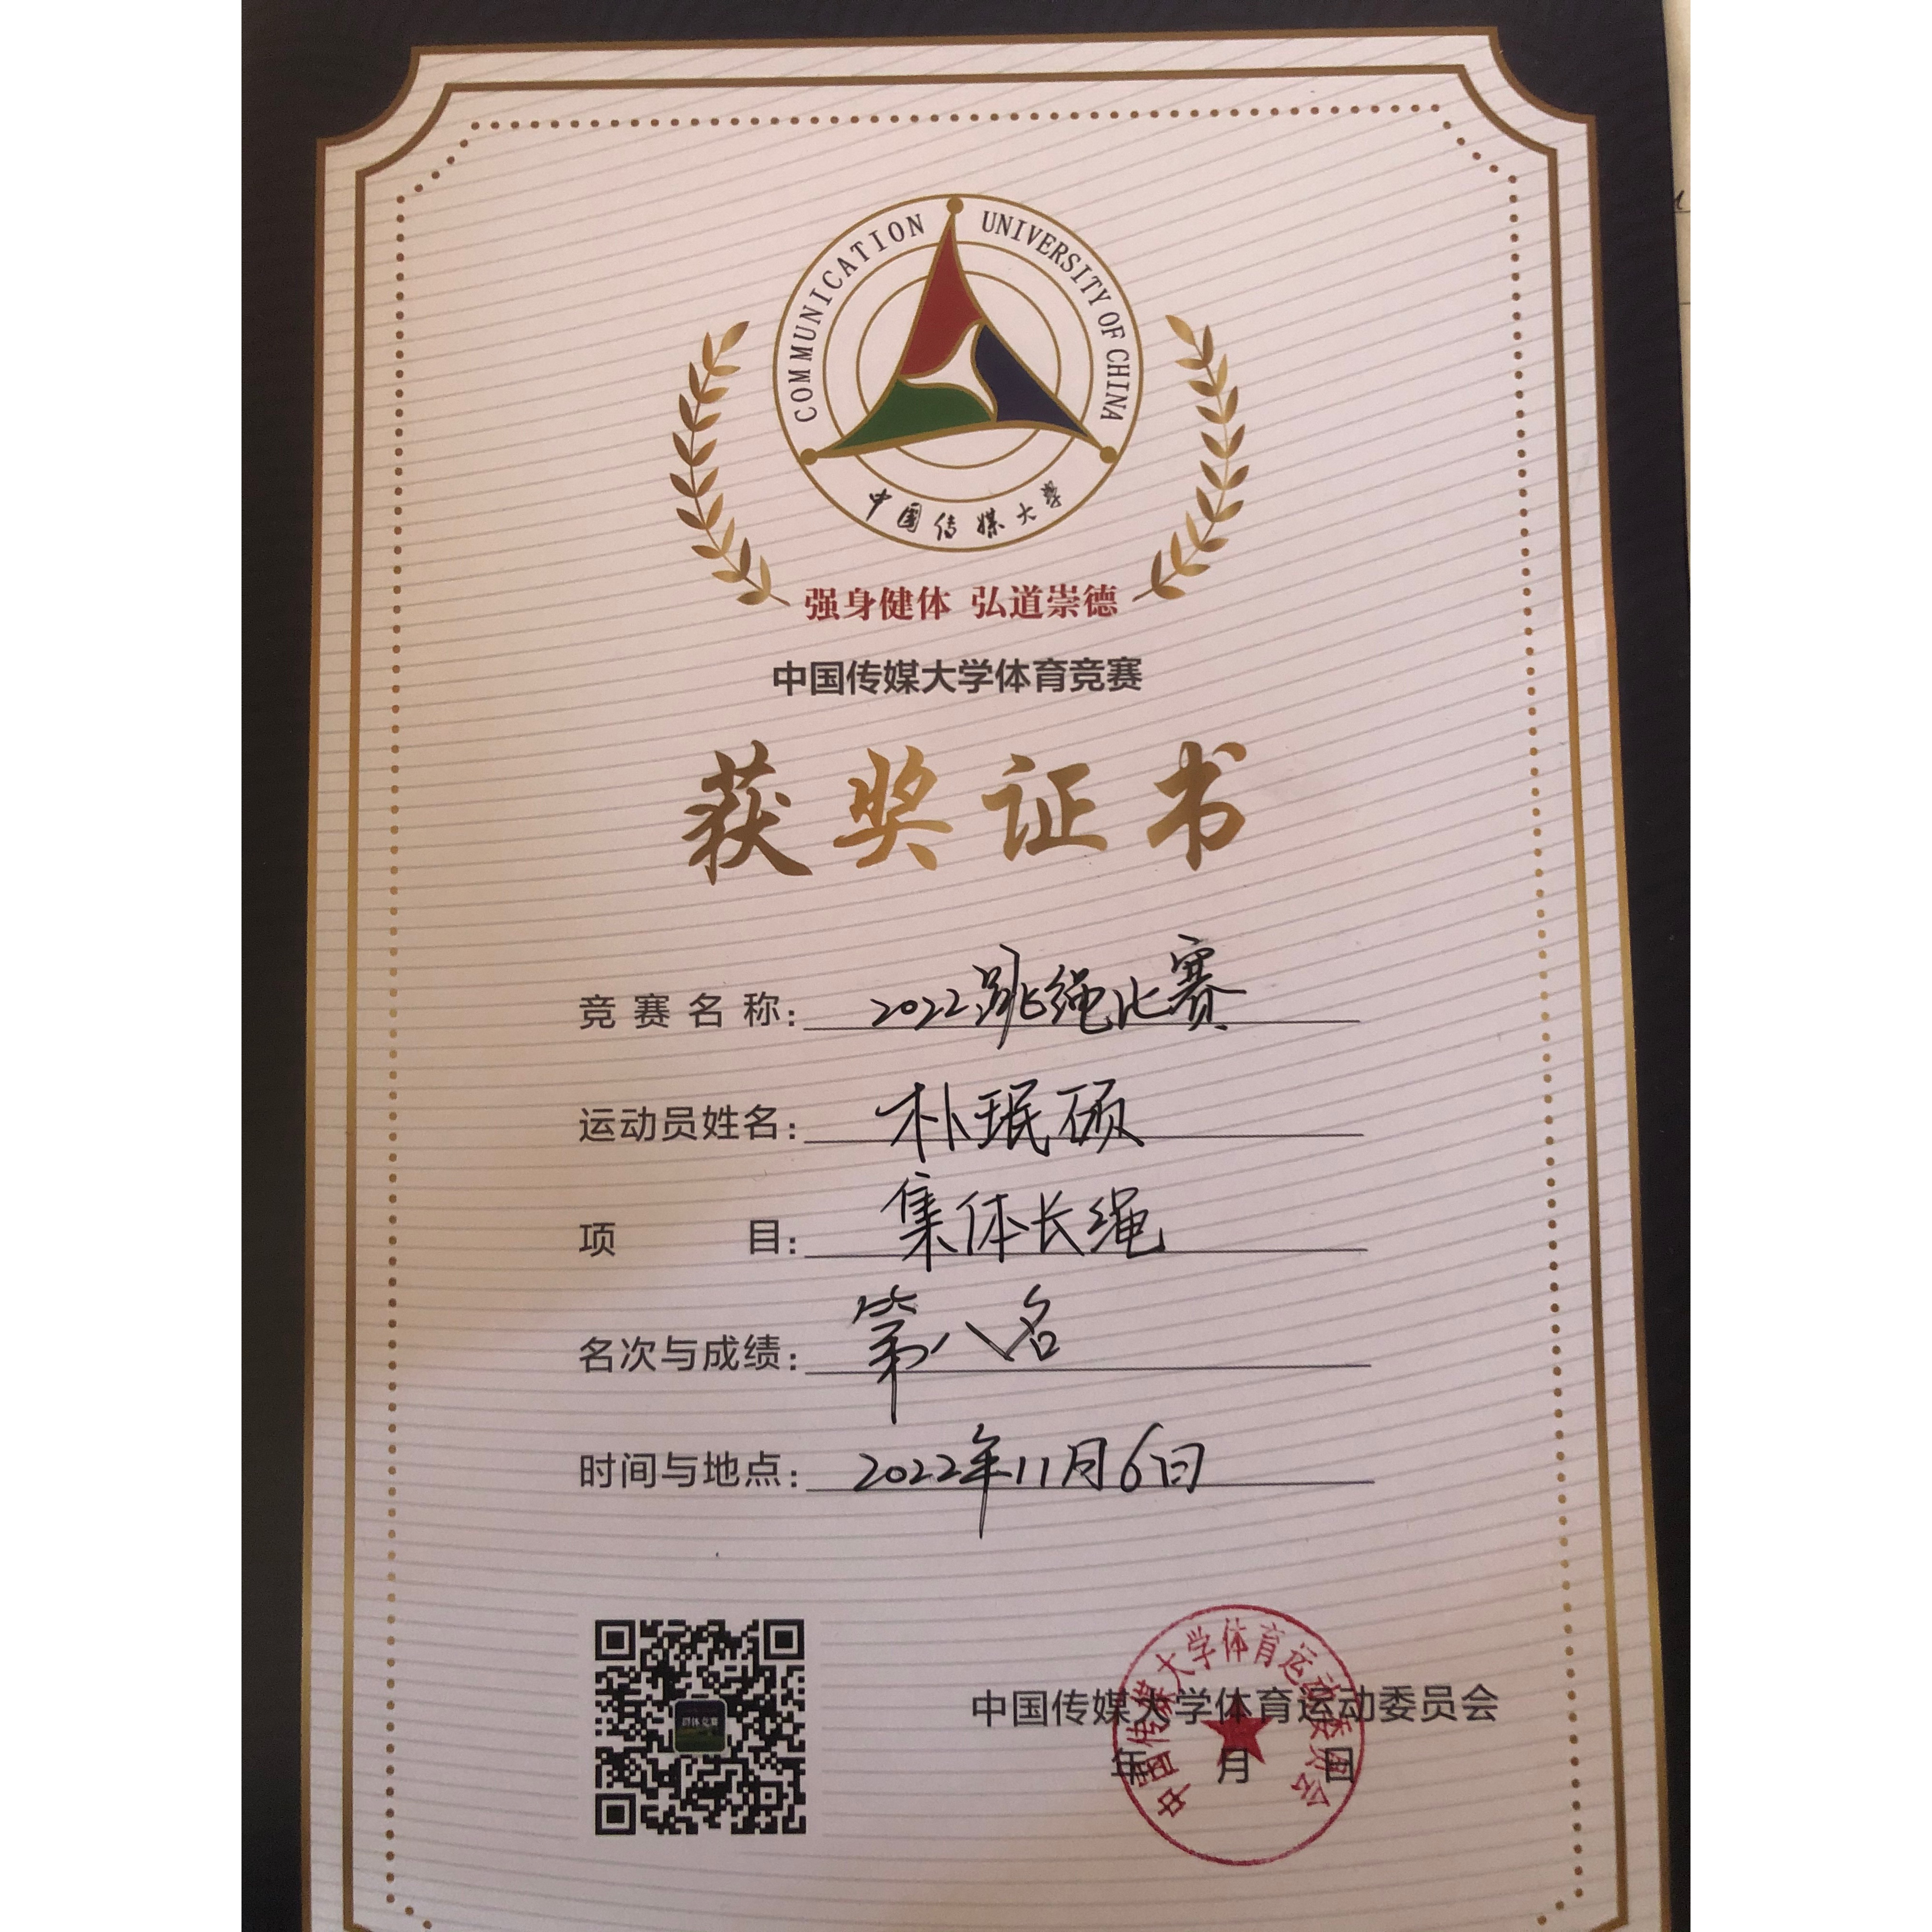 COMMUNICATION UNIVERSITY OF CHINA
中国传媒大学
强身健体 弘道崇德
中国传媒大学体育竞赛
获奖证书
竞赛名称：2022跳绳比赛
运动员姓名：朴珉硕
项目：集体长绳
名次与成绩：第八名
时间与地点：2022年11月6日
群体竞赛
中国传媒大学体育运动委员会
年 月 日
中国传媒大学体育运动委员会